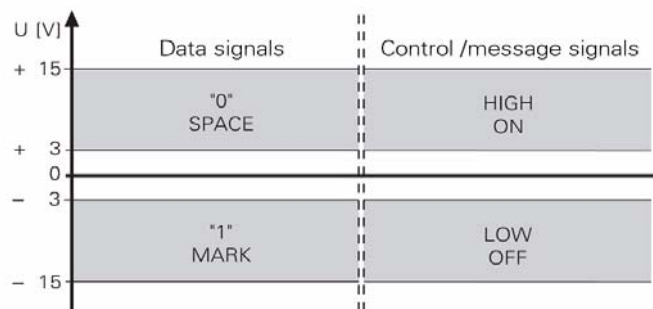 U [V]
Data signals
Control /message signals
+ 15
"0"
SPACE
HIGH
ON
+ 3
0
– 3
"1"
MARK
LOW
OFF
– 15